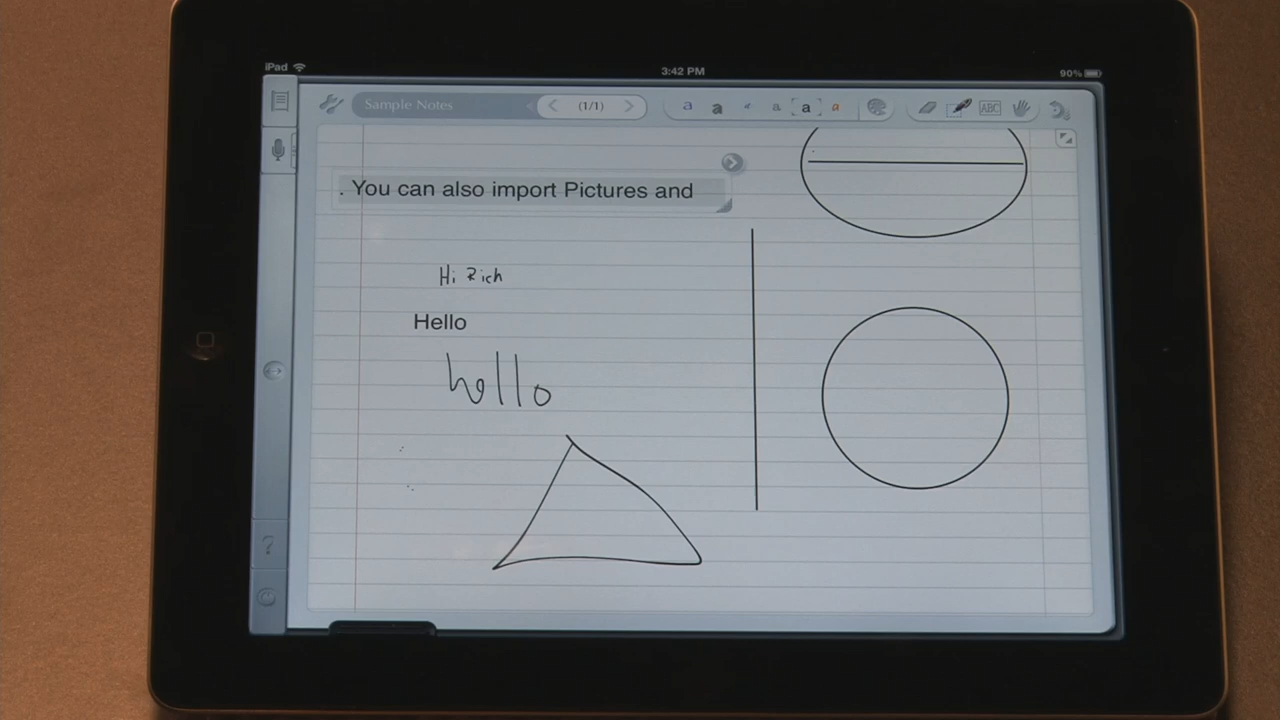 iPad
3:42 PM
90%
Sample Notes
(1/1)
a a a a a
ABC
. You can also import Pictures and
Hi Rich
Hello
hello
?